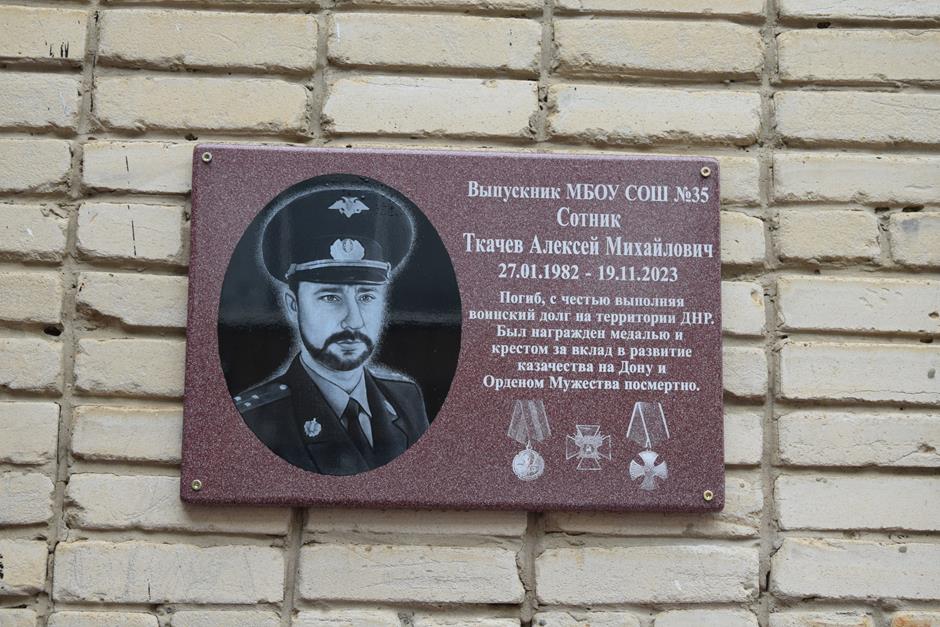 Выпускник МБОУ СОШ №35
Сотник
Ткачев Алексей Михайлович
27.01.1982 - 19.11.2023
Погиб, с честью выполняя
воинский долг на территории ДНР.
Был награжден медалью и
крестом за вклад в развитие
казачества на Дону и
Орденом Мужества посмертно.